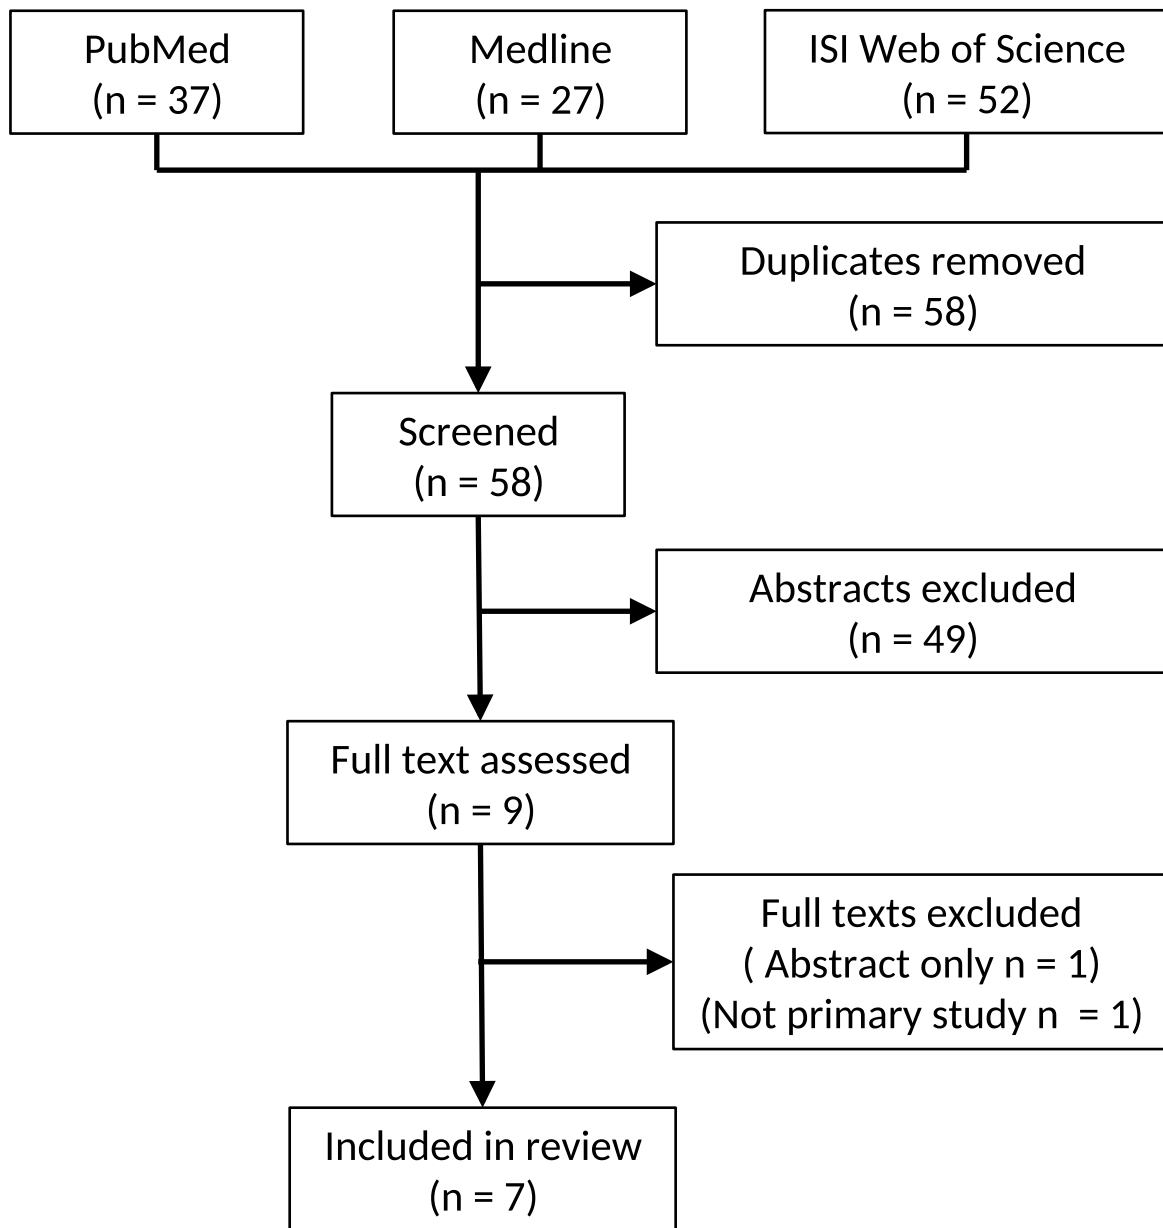 PubMed
(n = 37)
Medline
(n = 27)
ISI Web of Science
(n = 52)
Duplicates removed
(n = 58)
Screened
(n = 58)
Abstracts excluded
(n = 49)
Full text assessed
(n = 9)
Full texts excluded
( Abstract only n = 1)
(Not primary study n  = 1)
Included in review
(n = 7)